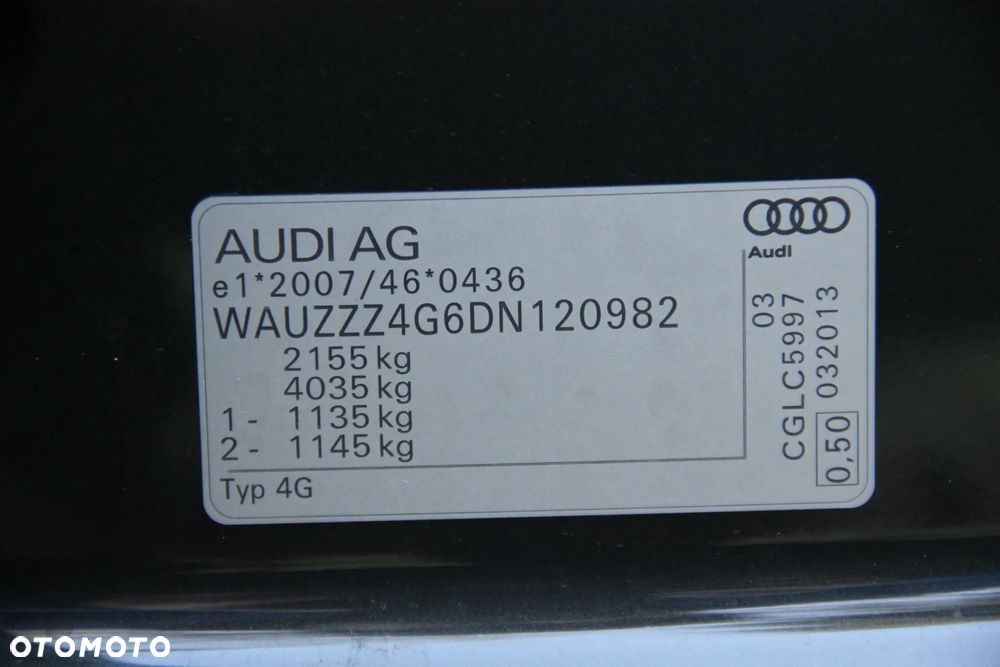 AUDI AG
e1*2007/46*0436
WAUZZZ4G6DN120982
2155 kg
4035 kg
1 - 1135 kg
2 - 1145 kg
Typ 4G
Audi
03
CGLC5997
0,50 032013
OTOMOTO